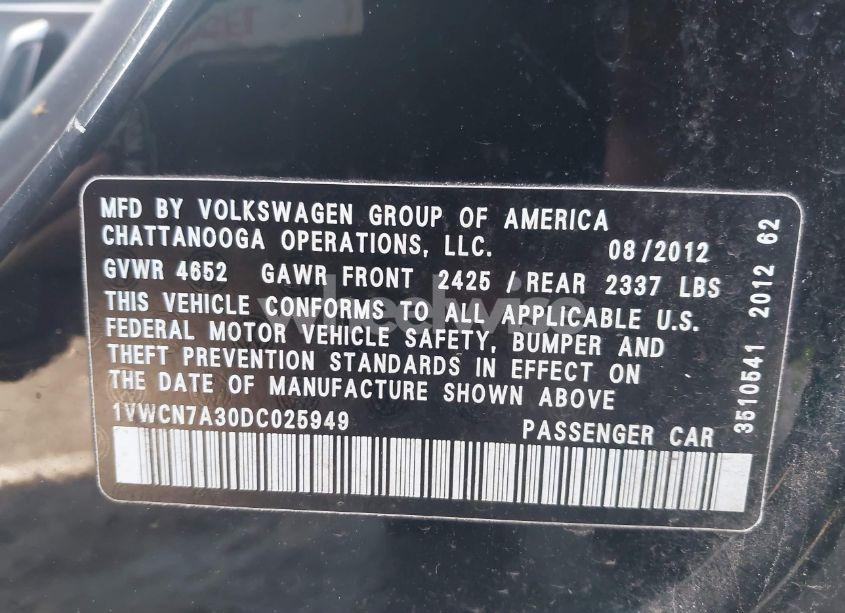 MFD BY VOLKSWAGEN GROUP OF AMERICA
CHATTANOOGA OPERATIONS, LLC. 08/2012
GVWR 4652 GAWR FRONT 2425 / REAR 2337 LBS
THIS VEHICLE CONFORMS TO ALL APPLICABLE U.S.
FEDERAL MOTOR VEHICLE SAFETY, BUMPER AND
THEFT PREVENTION STANDARDS IN EFFECT ON
THE DATE OF MANUFACTURE SHOWN ABOVE
1VWCN7A30DC025949 PASSENGER CAR
3510541 2012 62
wheelwise